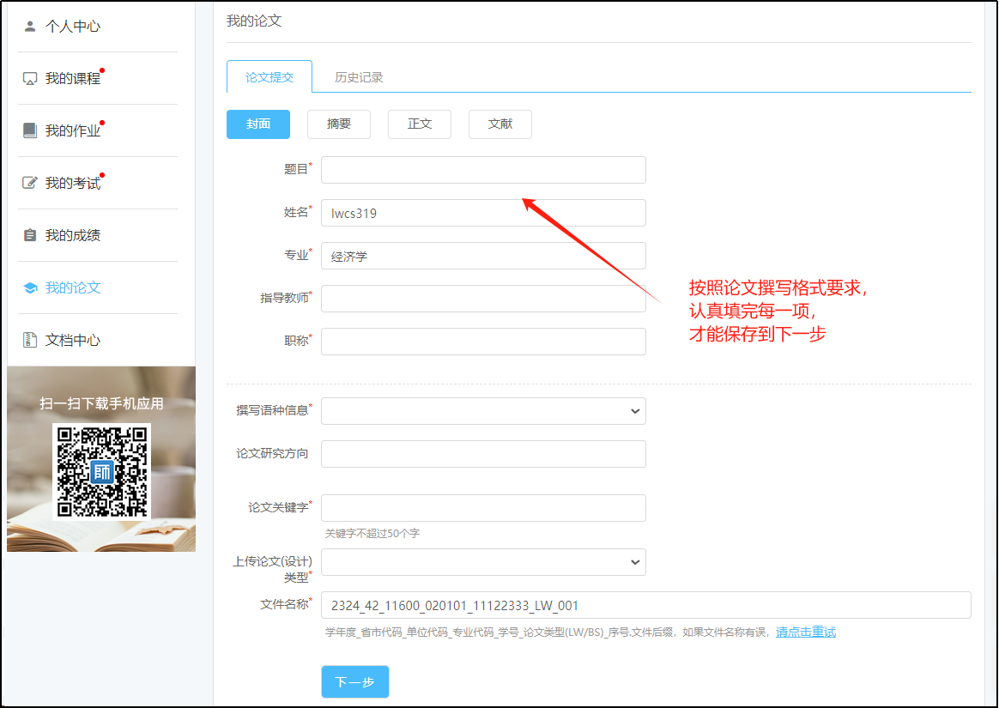 个人中心
我的课程
我的作业
我的考试
我的成绩
我的论文
文档中心
扫一扫下载手机应用
師
我的论文
论文提交
历史记录
封面
摘要
正文
文献
题目*
姓名*
lwcs319
专业*
经济学
指导教师*
职称*
按照论文撰写格式要求，
认真填完每一项，
才能保存到下一步
撰写语种信息*
论文研究方向
论文关键字*
关键字不超过50个字
上传论文(设计)
类型*
文件名称*
2324_42_11600_020101_11122333_LW_001
学年度_省市代码_单位代码_专业代码_学号_论文类型(LW/BS)_序号.文件后缀，如果文件名称有误，请点击重试
下一步